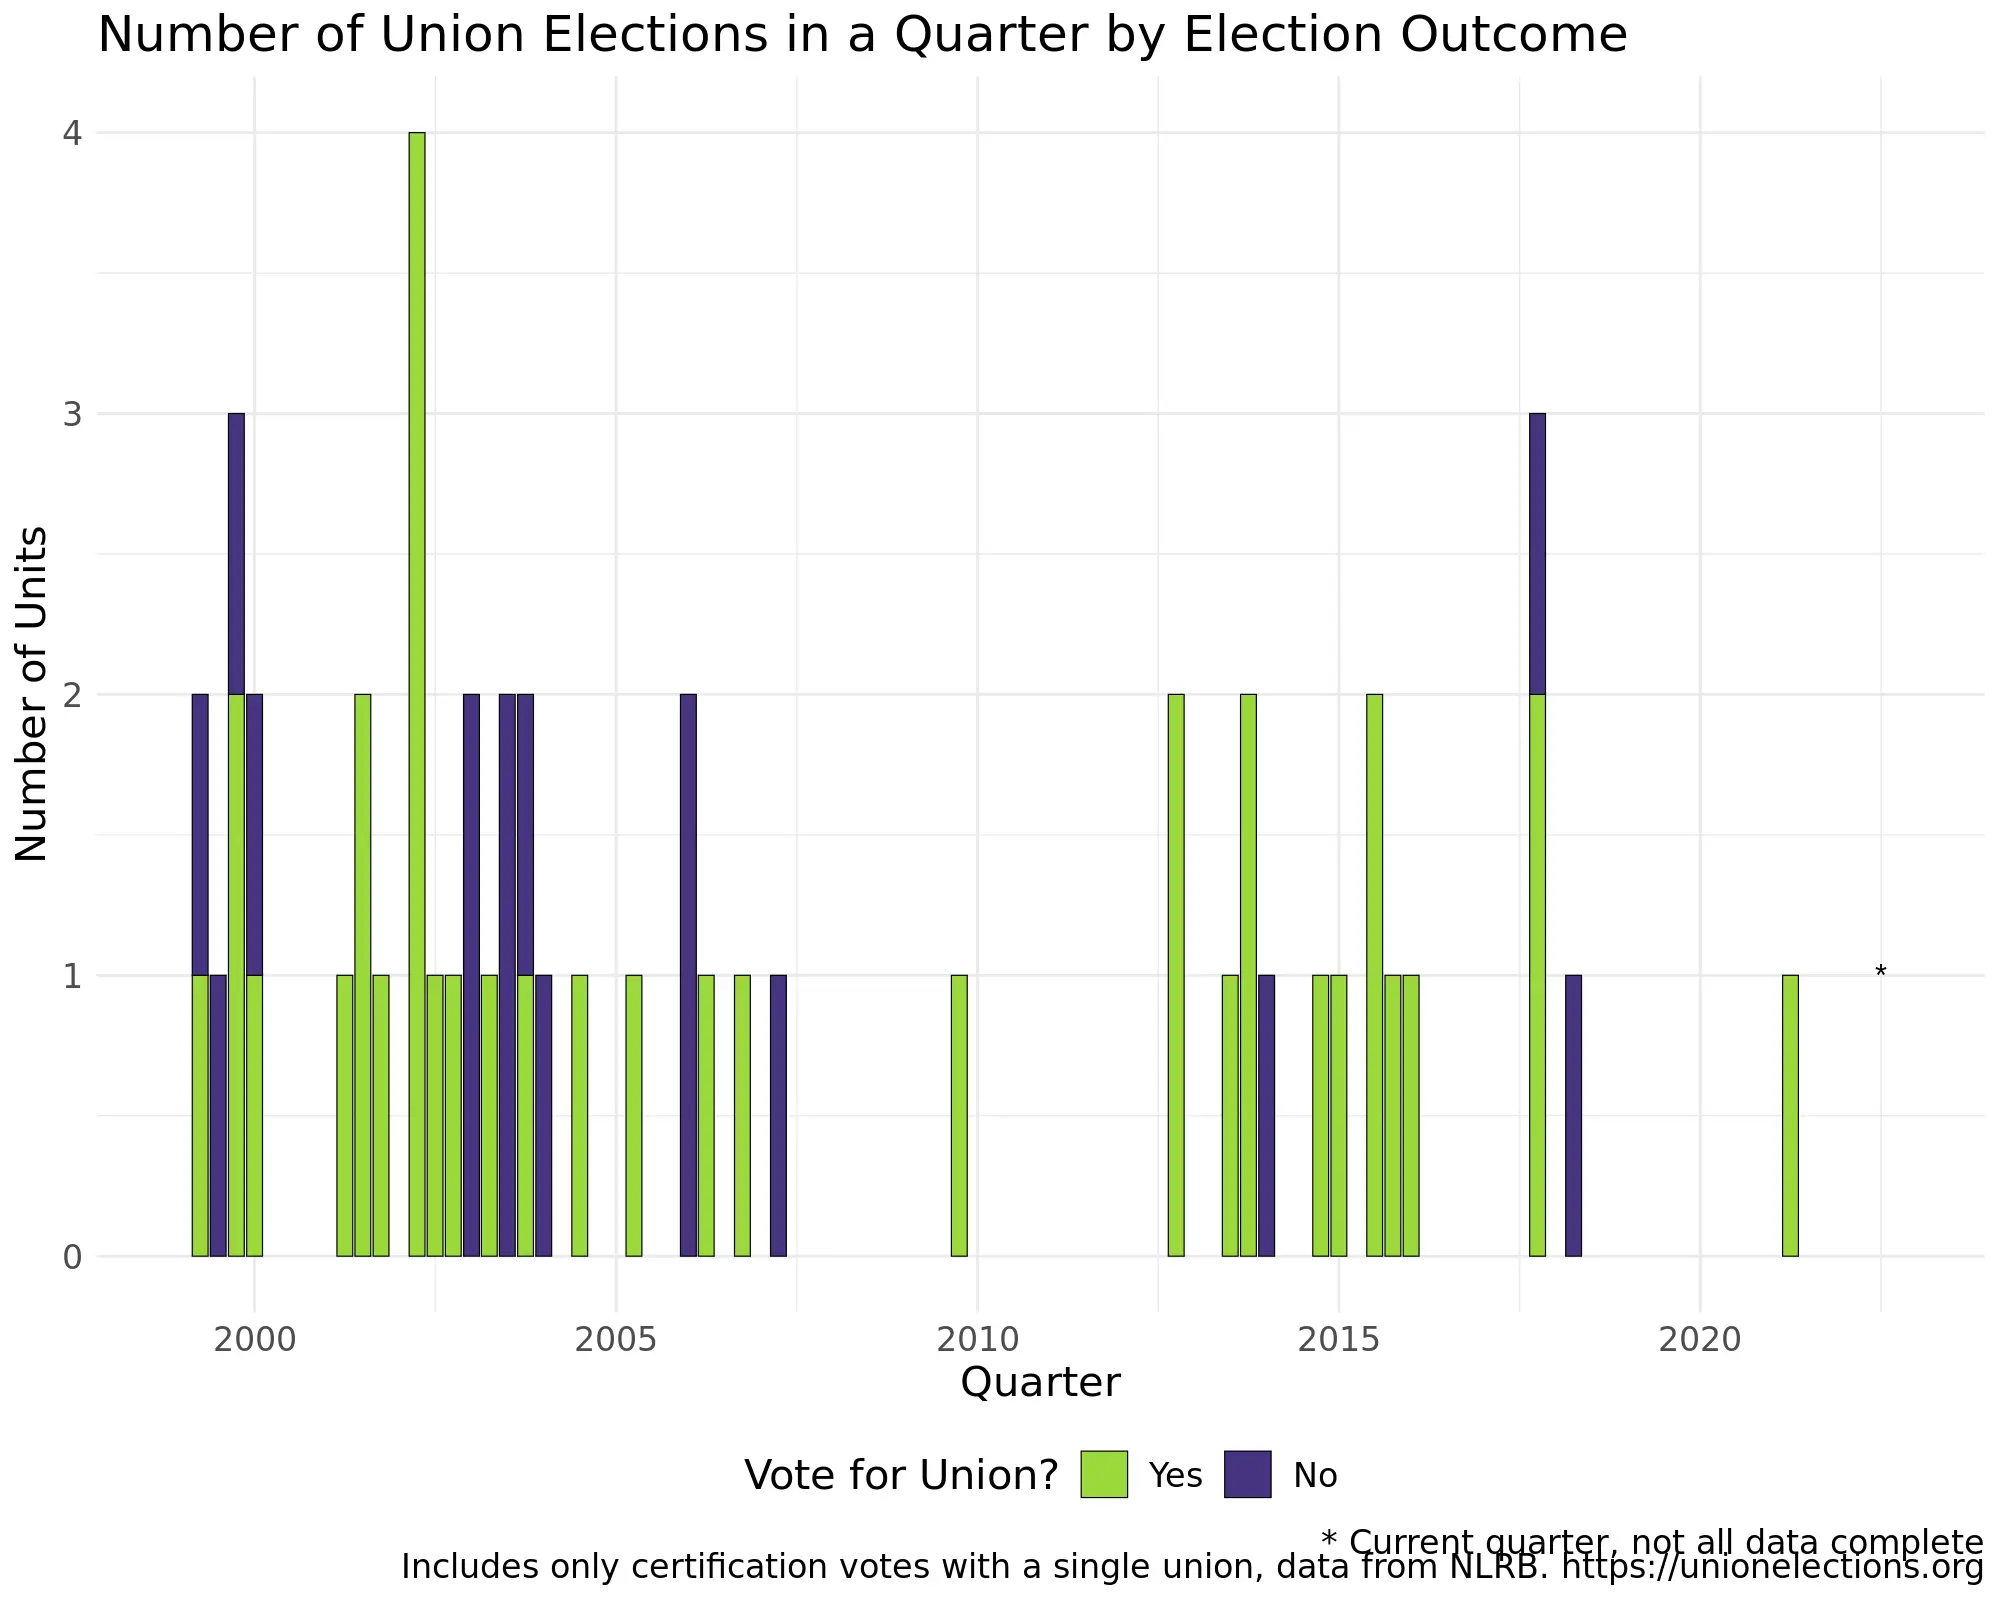 Number of Union Elections in a Quarter by Election Outcome
4
3
2
1
0
Number of Units
*
2000 2005 2010 2015 2020
Quarter
Vote for Union? Yes No
* Current quarter, not all data complete
Includes only certification votes with a single union, data from NLRB. https://unionelections.org